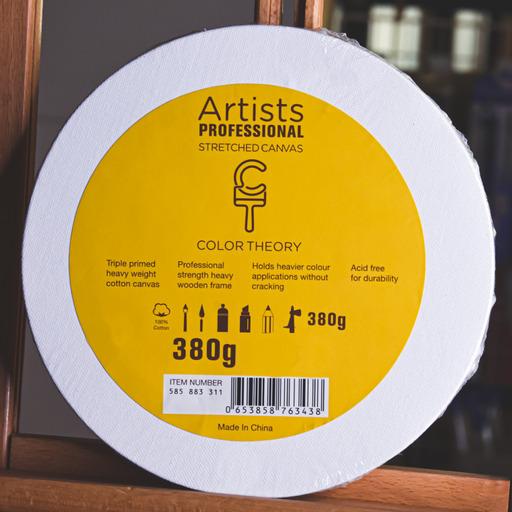 Artists
PROFESSIONAL
STRETCHED CANVAS
CT
COLOR THEORY
Triple primed
heavy weight
cotton canvas
Professional
strength heavy
wooden frame
Holds heavier colour
applications without
cracking
Acid free
for durability
100%
Cotton
380g
380g
ITEM NUMBER
585 883 311
0 653858 763438
Made In China